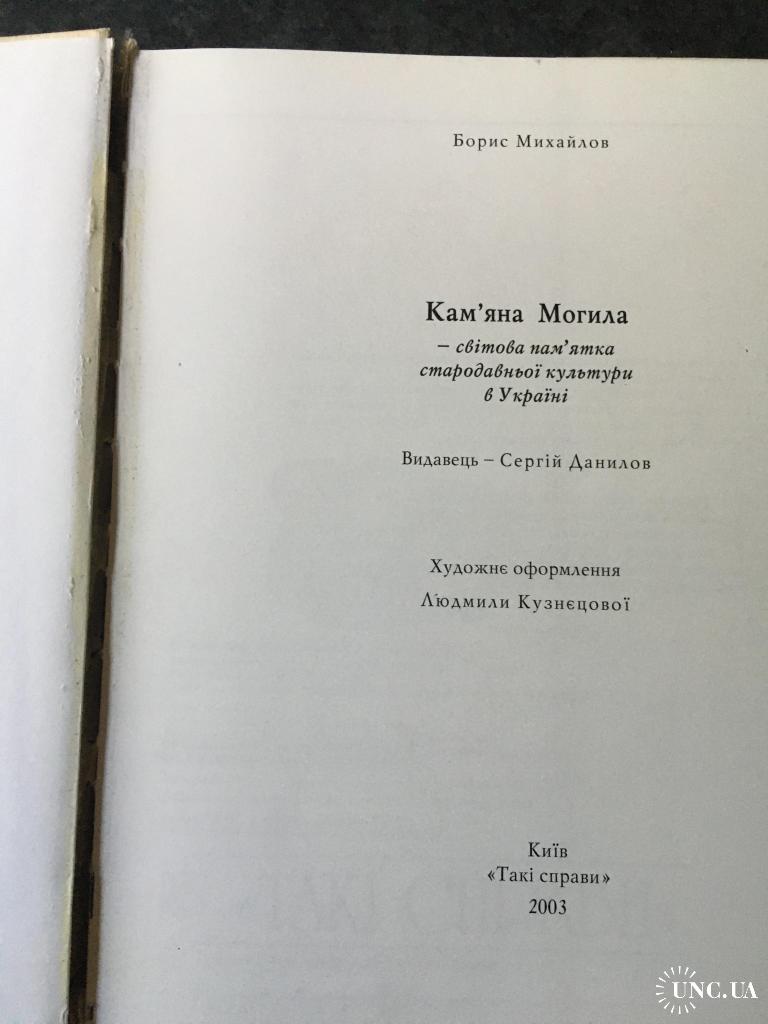 Борис Михайлов
Кам’яна Могила
– світова пам’ятка
стародавньої культури
в Україні
Видавець – Сергій Данилов
Художнє оформлення
Людмили Кузнєцової
Київ
«Такі справи»
2003
UNC.UA